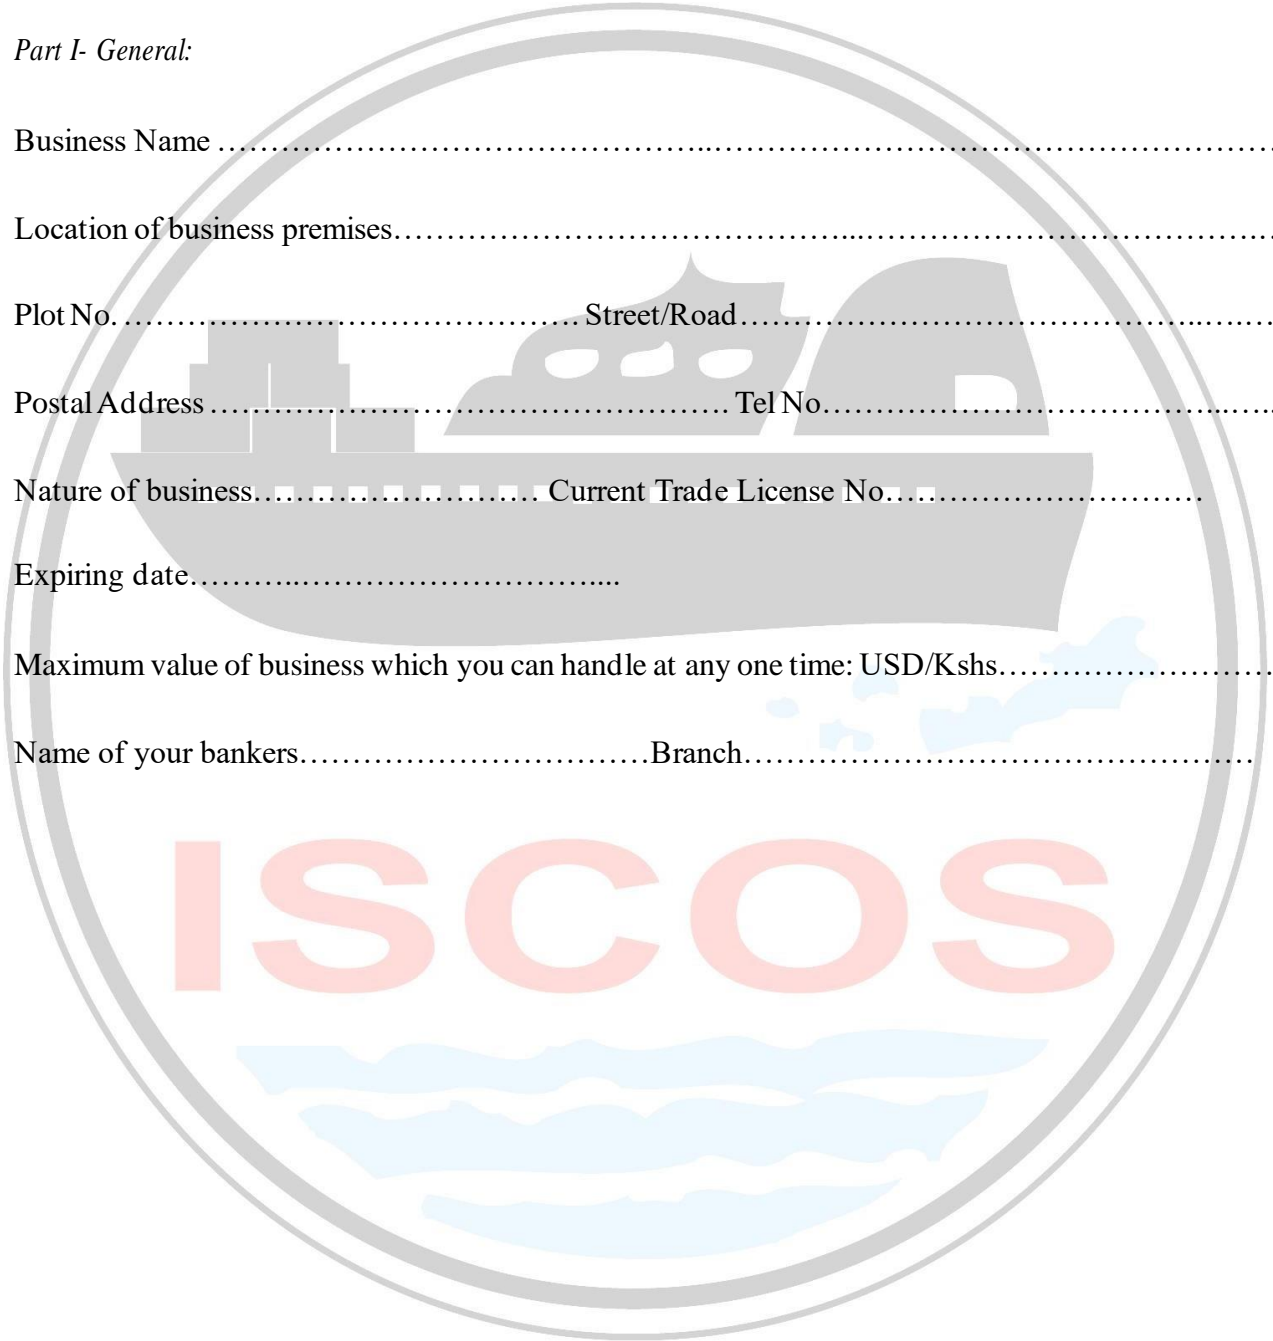 Part I- General:
Business Name ………………………………………………..………………………………………………………….
Location of business premises……………………………………………..……………………………………….…
Plot No. ……………………………………………. Street/Road……………………………………………..….….…
Postal Address …………………………………………………. Tel No……………………………………...…..
Nature of business………………………… Current Trade License No…………………………….
Expiring date………..…………………………....
Maximum value of business which you can handle at any one time: USD/Kshs…………………………
Name of your bankers……………………………Branch…………………………………………………
ISCOS